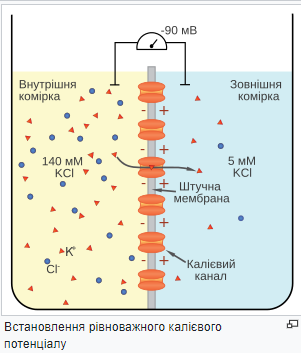 -90 мВ
Внутрішня
комірка
Зовнішня
комірка
140 мМ
KCl
5 мМ
KCl
Штучна
мембрана
K⁺
Cl⁻
Калієвий
канал
- +
- +
- +
- +
- +
Встановлення рівноважного калієвого
потенціалу